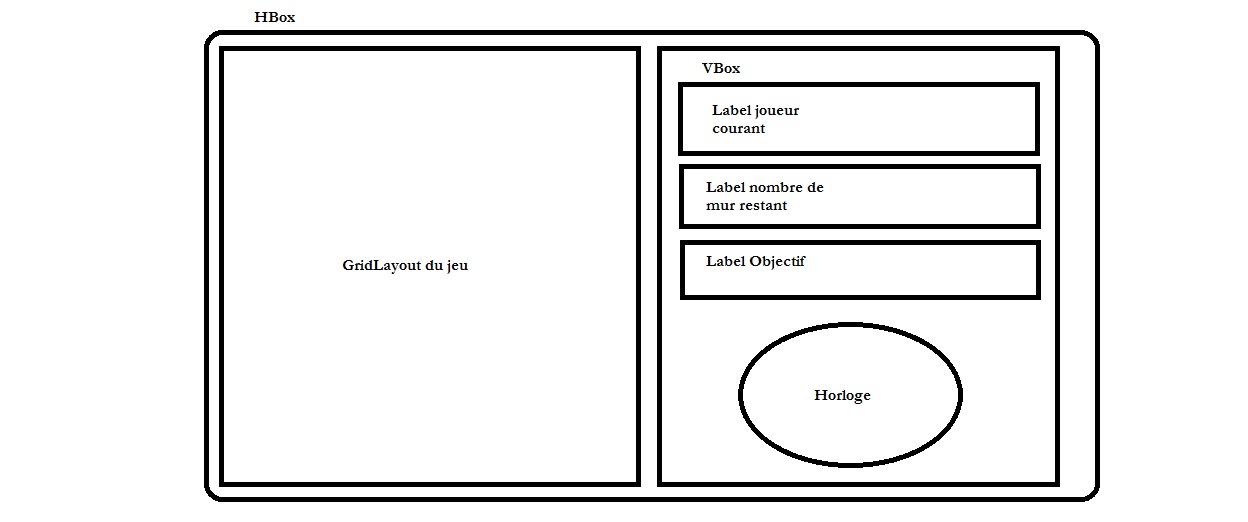 HBox
VBox
Label joueur
courant
Label nombre de
mur restant
Label Objectif
GridLayout du jeu
Horloge